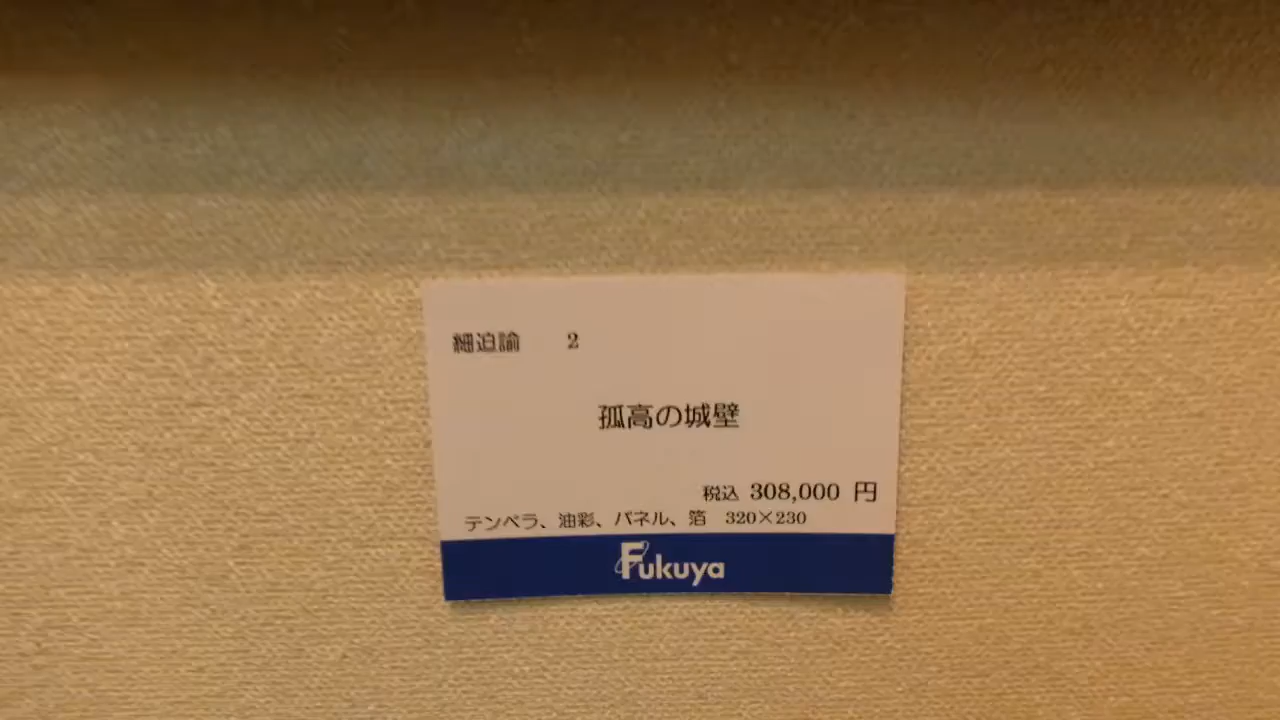 細迫諭　2
孤高の城壁
税込 308,000 円
テンペラ、油彩、パネル、箔　320×230
Fukuya